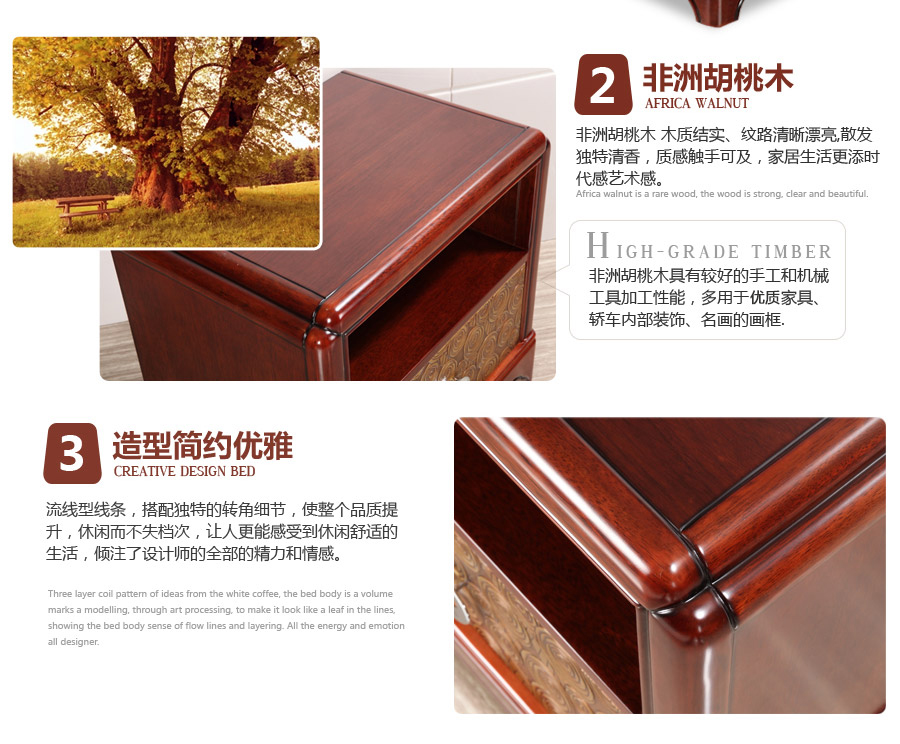 2
非洲胡桃木
AFRICA WALNUT
非洲胡桃木 木质结实、纹路清晰漂亮,散发
独特清香，质感触手可及，家居生活更添时
代感艺术感。
Africa walnut is a rare wood, the wood is strong, clear and beautiful.
HIGH-GRADE TIMBER
非洲胡桃木具有较好的手工和机械
工具加工性能，多用于优质家具、
轿车内部装饰、名画的画框.
3
造型简约优雅
CREATIVE DESIGN BED
流线型线条，搭配独特的转角细节，使整个品质提
升，休闲而不失档次，让人更能感受到休闲舒适的
生活，倾注了设计师的全部的精力和情感。
Three layer coil pattern of ideas from the white coffee, the bed body is a volume
marks a modelling, through art processing, to make it look like a leaf in the lines,
showing the bed body sense of flow lines and layering. All the energy and emotion
all designer.